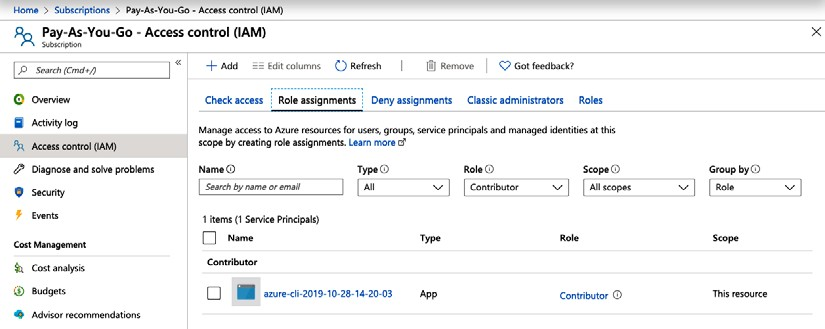 Home > Subscriptions > Pay-As-You-Go - Access control (IAM)
Pay-As-You-Go - Access control (IAM)
Subscription
Search (Cmd+/)
Overview
Activity log
Access control (IAM)
Diagnose and solve problems
Security
Events
Cost Management
Cost analysis
Budgets
Advisor recommendations
Add Edit columns Refresh Remove Got feedback?
Check access Role assignments Deny assignments Classic administrators Roles
Manage access to Azure resources for users, groups, service principals and managed identities at this
scope by creating role assignments. Learn more
Name Type Role Scope Group by
Search by name or email All Contributor All scopes Role
1 items (1 Service Principals)
Name Type Role Scope
Contributor
azure-cli-2019-10-28-14-20-03 App Contributor This resource